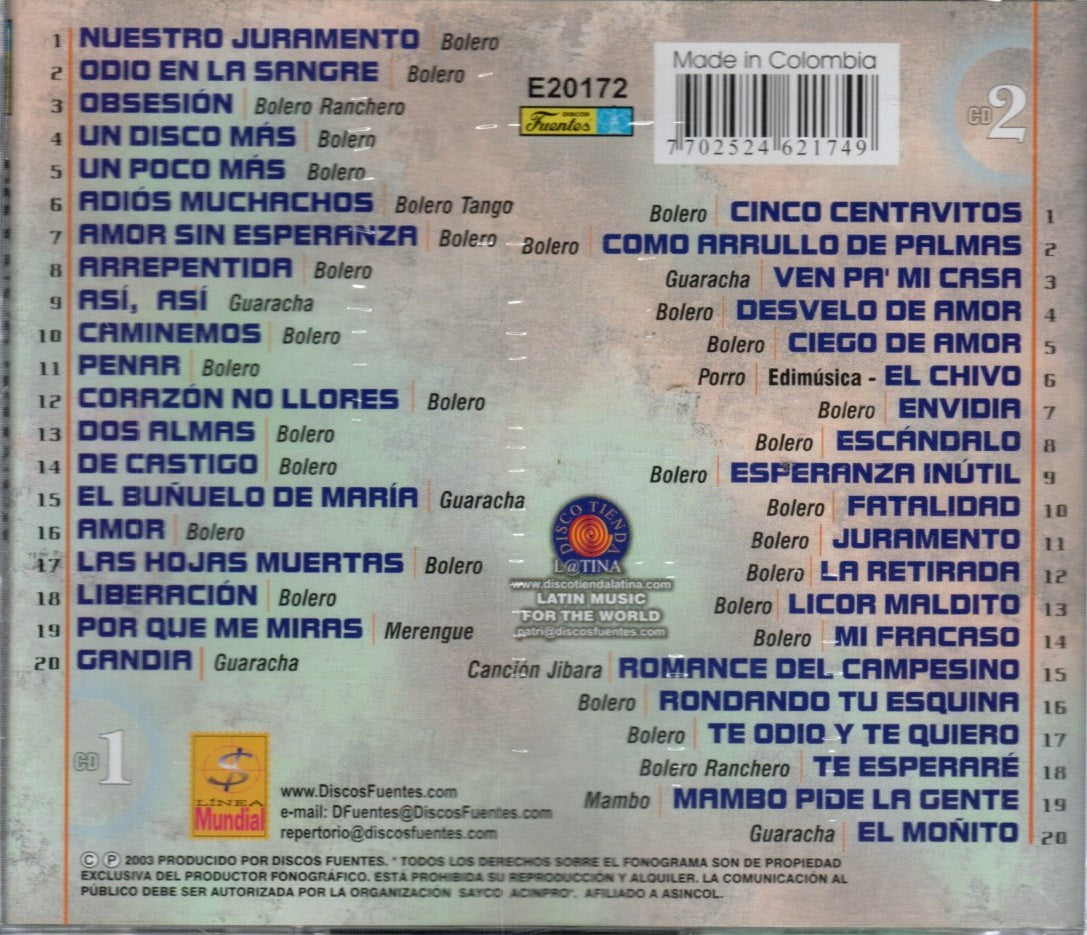 1 NUESTRO JURAMENTO Bolero
2 ODIO EN LA SANGRE Bolero
3 OBSESIÓN Bolero Ranchero
4 UN DISCO MÁS Bolero
5 UN POCO MÁS Bolero
6 ADIÓS MUCHACHOS Bolero Tango
7 AMOR SIN ESPERANZA Bolero
8 ARREPENTIDA Bolero
9 ASÍ, ASÍ Guaracha
10 CAMINEMOS Bolero
11 PENAR Bolero
12 CORAZÓN NO LLORES Bolero
13 DOS ALMAS Bolero
14 DE CASTIGO Bolero
15 EL BUÑUELO DE MARÍA Guaracha
16 AMOR Bolero
17 LAS HOJAS MUERTAS Bolero
18 LIBERACIÓN Bolero
19 POR QUE ME MIRAS Merengue
20 GANDIA Guaracha
CD 1
E20172
DISCOS
Fuentes
Made in Colombia
7 702524 621749
CD 2
Bolero CINCO CENTAVITOS 1
Bolero COMO ARRULLO DE PALMAS 2
Guaracha VEN PA' MI CASA 3
Bolero DESVELO DE AMOR 4
Bolero CIEGO DE AMOR 5
Porro Edimúsica - EL CHIVO 6
Bolero ENVIDIA 7
Bolero ESCÁNDALO 8
Bolero ESPERANZA INÚTIL 9
Bolero FATALIDAD 10
Bolero JURAMENTO 11
Bolero LA RETIRADA 12
Bolero LICOR MALDITO 13
Bolero MI FRACASO 14
Canción Jibara ROMANCE DEL CAMPESINO 15
Bolero RONDANDO TU ESQUINA 16
Bolero TE ODIO Y TE QUIERO 17
Bolero Ranchero TE ESPERARÉ 18
Mambo MAMBO PIDE LA GENTE 19
Guaracha EL MOÑITO 20
DISCO TIENDA
L@TINA
www.discotiendalatina.com
LATIN MUSIC
FOR THE WORLD
patri@discosfuentes.com
$
LÍNEA
Mundial
www.DiscosFuentes.com
e-mail: DFuentes@DiscosFuentes.com
repertorio@discosfuentes.com
© ℗ 2003 PRODUCIDO POR DISCOS FUENTES. " TODOS LOS DERECHOS SOBRE EL FONOGRAMA SON DE PROPIEDAD
EXCLUSIVA DEL PRODUCTOR FONOGRÁFICO. ESTA PROHIBIDA SU REPRODUCCIÓN Y ALQUILER. LA COMUNICACIÓN AL
PÚBLICO DEBE SER AUTORIZADA POR LA ORGANIZACIÓN SAYCO ACINPRO". AFILIADO A ASINCOL.